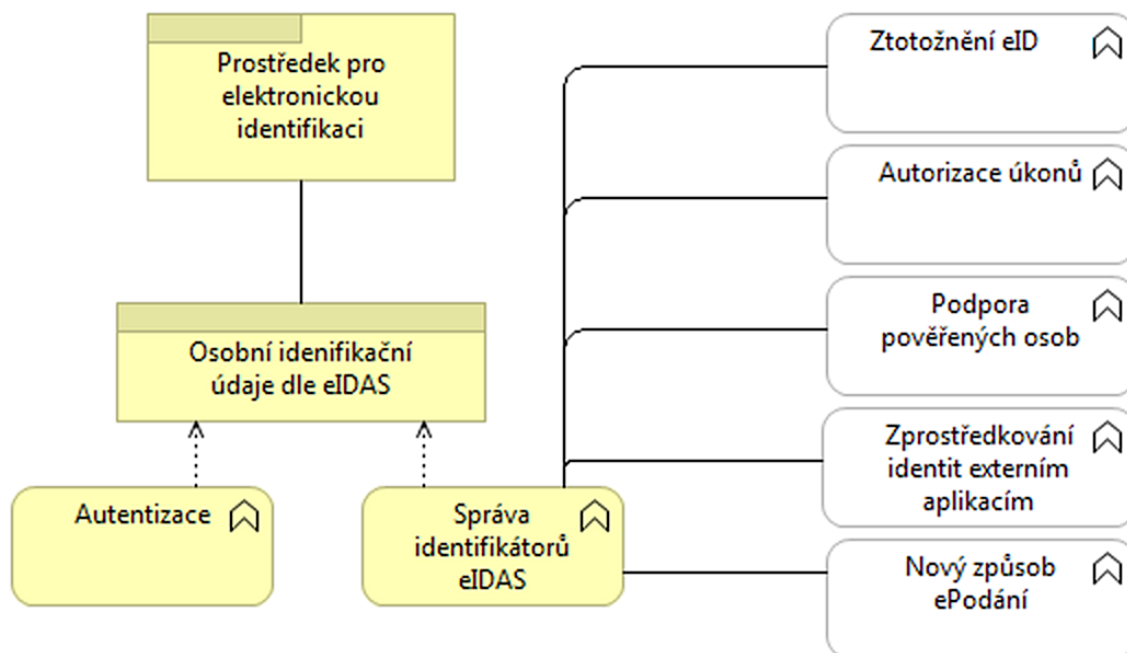 Prostředek pro
elektronickou
identifikaci
Osobní idenifikační
údaje dle eIDAS
Autentizace
Správa
identifikátorů
eIDAS
Ztotožnění eID
Autorizace úkonů
Podpora
pověřených osob
Zprostředkování
identit externím
aplikacím
Nový způsob
ePodání